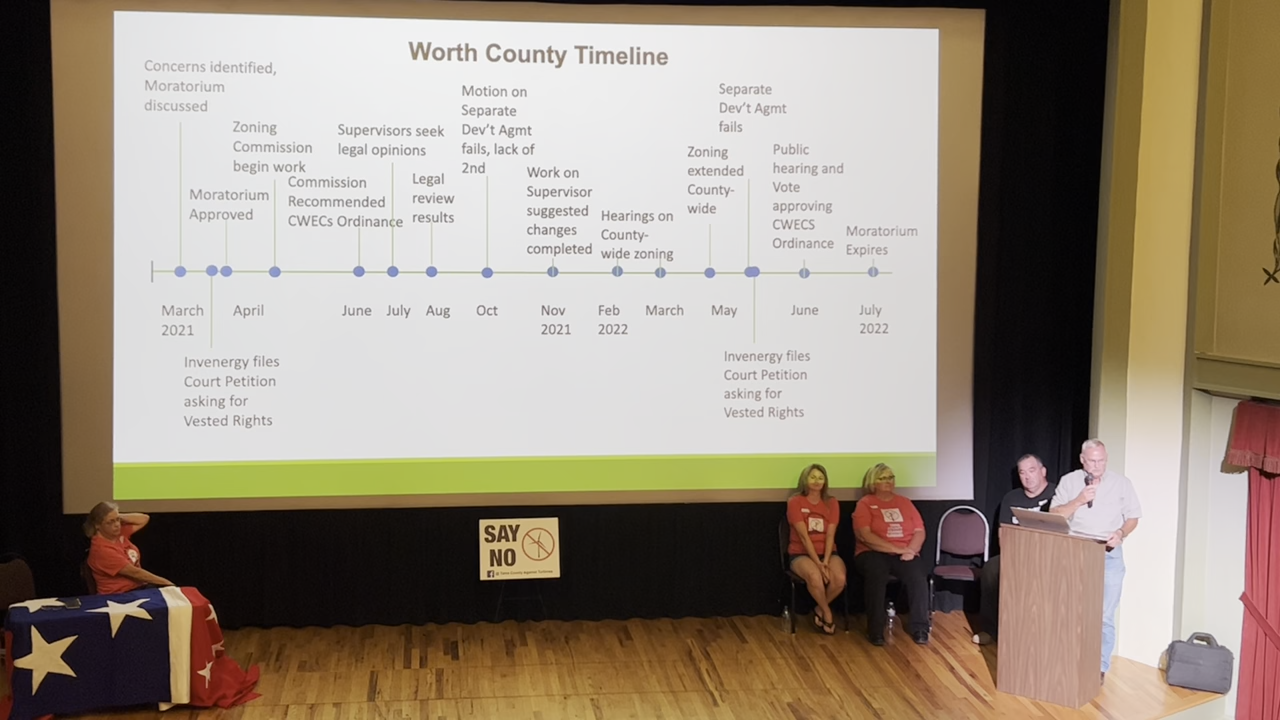 Worth County Timeline
Concerns identified,
Moratorium
discussed
Zoning
Commission
begin work
Moratorium
Approved
Commission
Recommended
CWECs Ordinance
Supervisors seek
legal opinions
Legal
review
results
Motion on
Separate
Dev't Agmt
fails, lack of
2nd
Work on
Supervisor
suggested
changes
completed
Hearings on
County-
wide zoning
Zoning
extended
County-
wide
Separate
Dev't Agmt
fails
Public
hearing and
Vote
approving
CWECS
Ordinance
Moratorium
Expires
March
2021
April
June
July
Aug
Oct
Nov
2021
Feb
2022
March
May
June
July
2022
Invenergy files
Court Petition
asking for
Vested Rights
Invenergy files
Court Petition
asking for
Vested Rights
SAY
NO
County Against Turbines